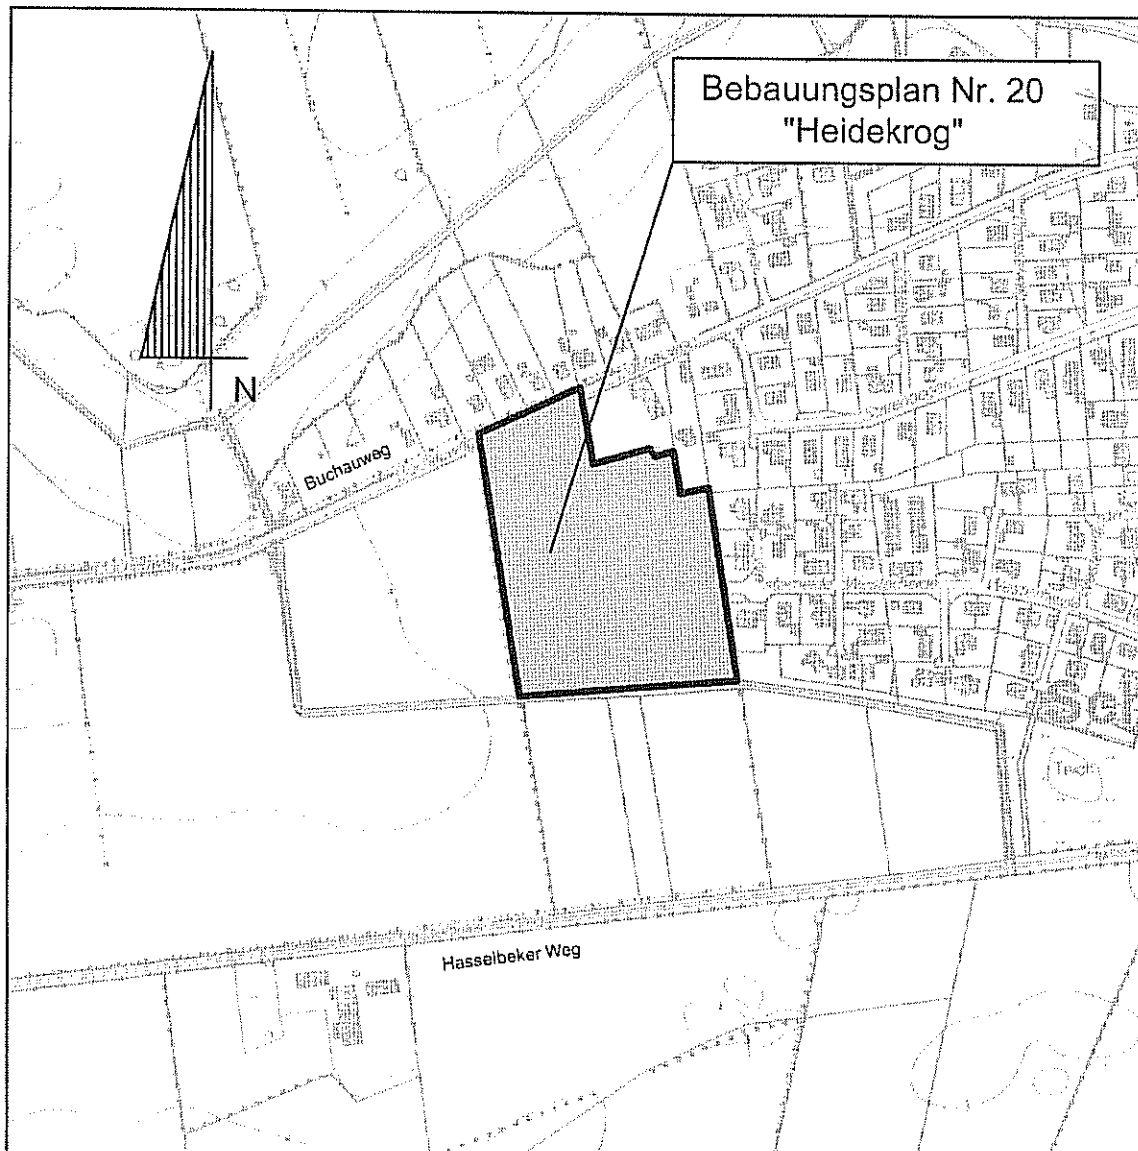 Bebauungsplan Nr. 20
"Heidekrog"
N
Buchauweg
Hasselbeker Weg
Teich